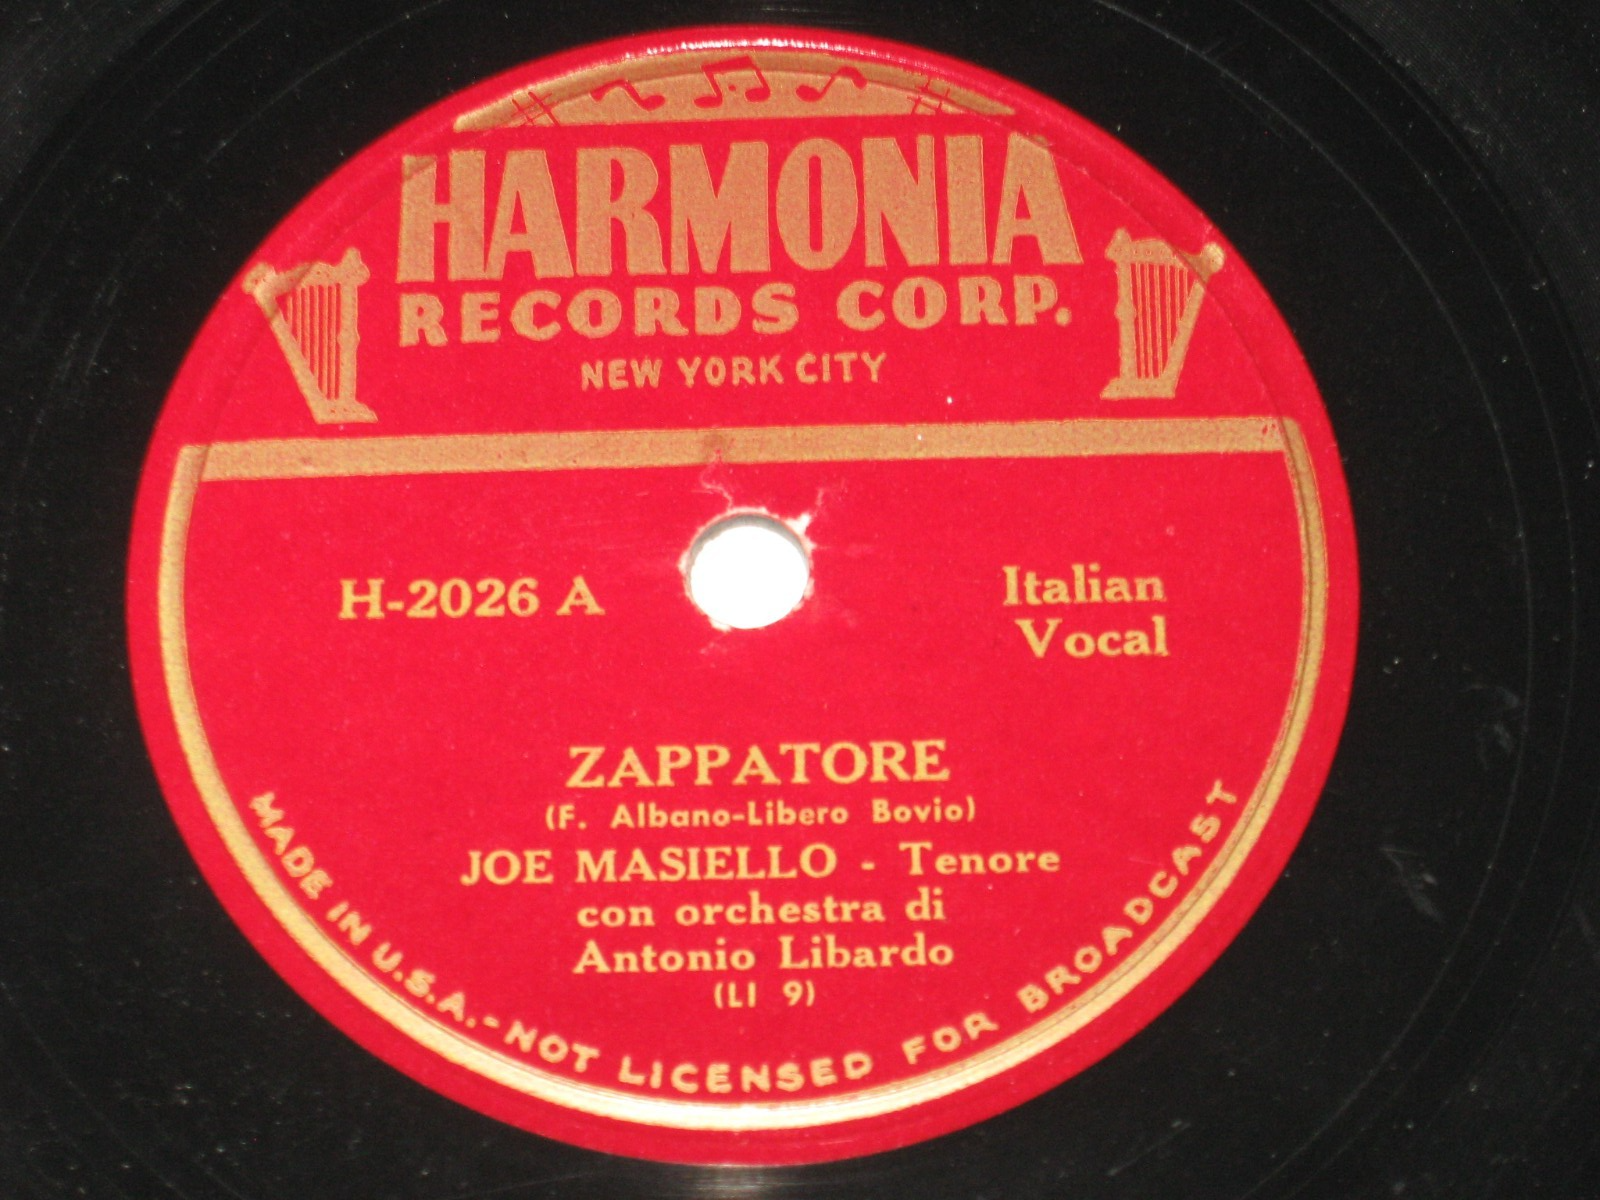 HARMONIA
RECORDS CORP.
NEW YORK CITY
H-2026 A
Italian
Vocal
ZAPPATORE
(F. Albano-Libero Bovio)
JOE MASIELLO - Tenore
con orchestra di
Antonio Libardo
(LI 9)
MADE IN U.S.A.-NOT LICENSED FOR BROADCAST